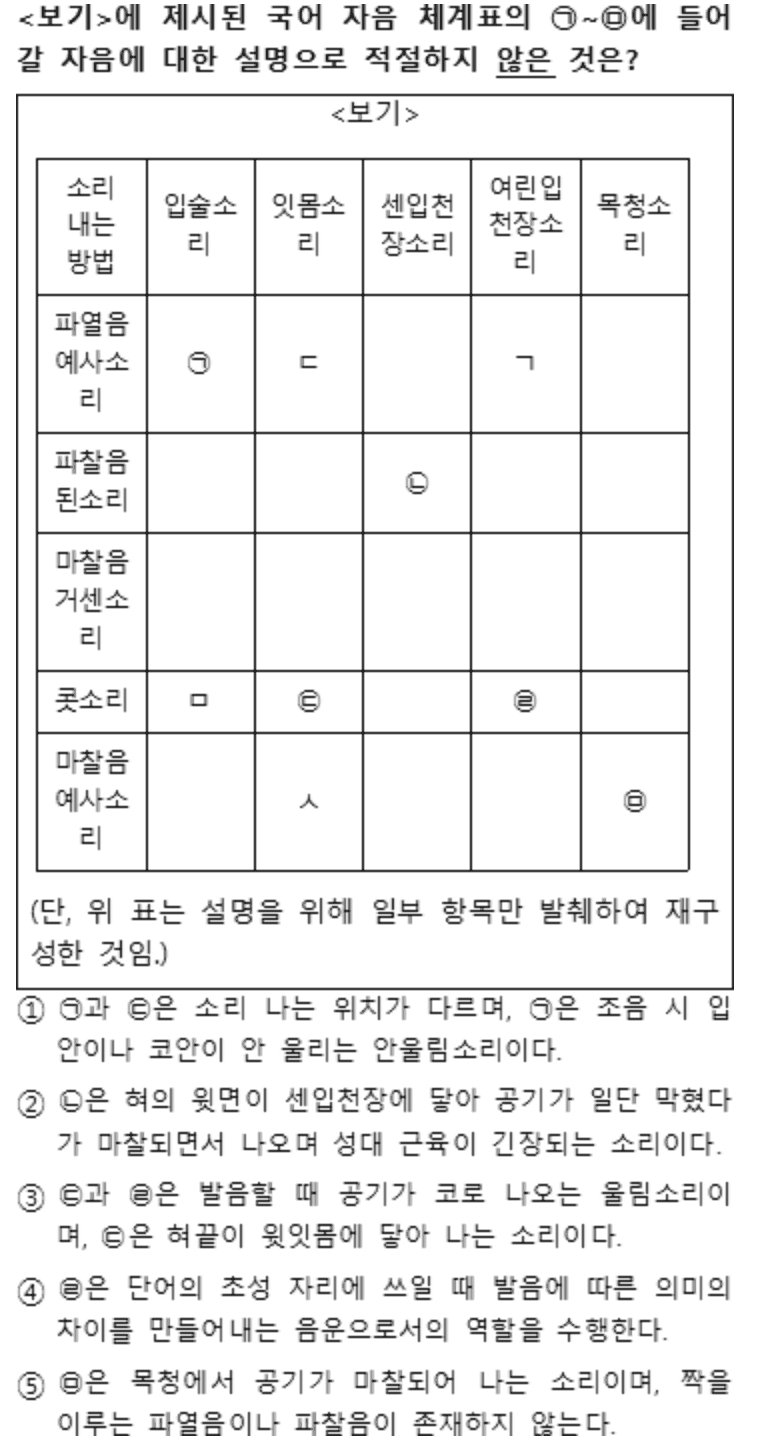 <보기>에 제시된 국어 자음 체계표의 ㉠~㉤에 들어
갈 자음에 대한 설명으로 적절하지 않은 것은?
<보기>
소리
내는
방법
입술소
리
잇몸소
리
센입천
장소리
여린입
천장소
리
목청소
리
파열음
예사소
리
㉠
ㄷ
ㄱ
파찰음
된소리
㉡
마찰음
거센소
리
콧소리
ㅁ
㉢
㉣
마찰음
예사소
리
ㅅ
㉤
(단, 위 표는 설명을 위해 일부 항목만 발췌하여 재구
성한 것임.)
① ㉠과 ㉢은 소리 나는 위치가 다르며, ㉠은 조음 시 입
안이나 코안이 안 울리는 안울림소리이다.
② ㉡은 혀의 윗면이 센입천장에 닿아 공기가 일단 막혔다
가 마찰되면서 나오며 성대 근육이 긴장되는 소리이다.
③ ㉢과 ㉣은 발음할 때 공기가 코로 나오는 울림소리이
며, ㉢은 혀끝이 윗잇몸에 닿아 나는 소리이다.
④ ㉣은 단어의 초성 자리에 쓰일 때 발음에 따른 의미의
차이를 만들어내는 음운으로서의 역할을 수행한다.
⑤ ㉤은 목청에서 공기가 마찰되어 나는 소리이며, 짝을
이루는 파열음이나 파찰음이 존재하지 않는다.